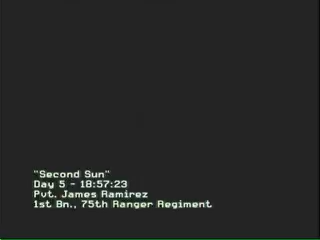 "Second Sun"
Day 5 - 18:57:23
Pvt. James Ramirez
1st Bn., 75th Ranger Regiment